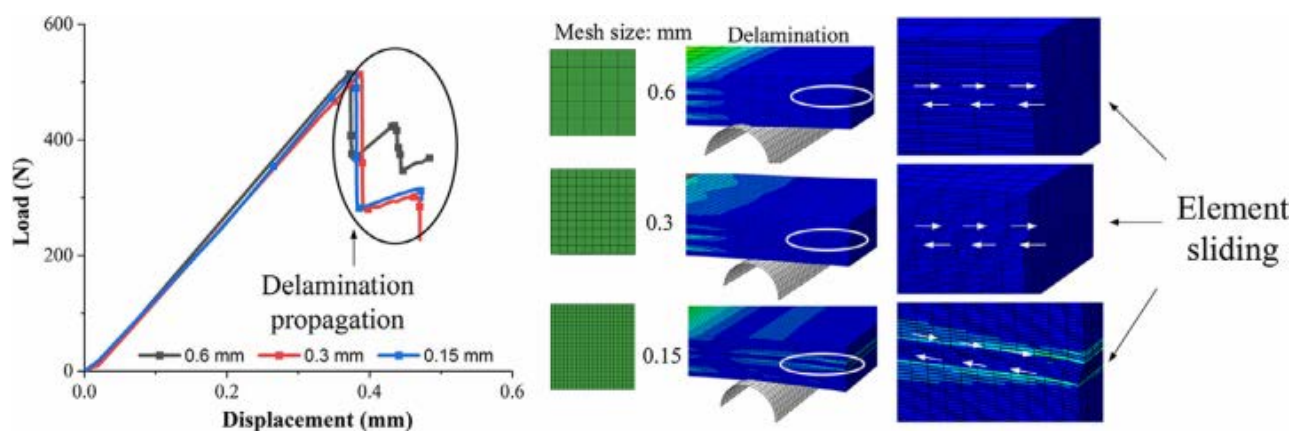 600
400
200
0
Load (N)
0.0
0.2
0.4
0.6
Displacement (mm)
Delamination
propagation
0.6 mm
0.3 mm
0.15 mm
Mesh size: mm
Delamination
0.6
0.3
0.15
Element
sliding